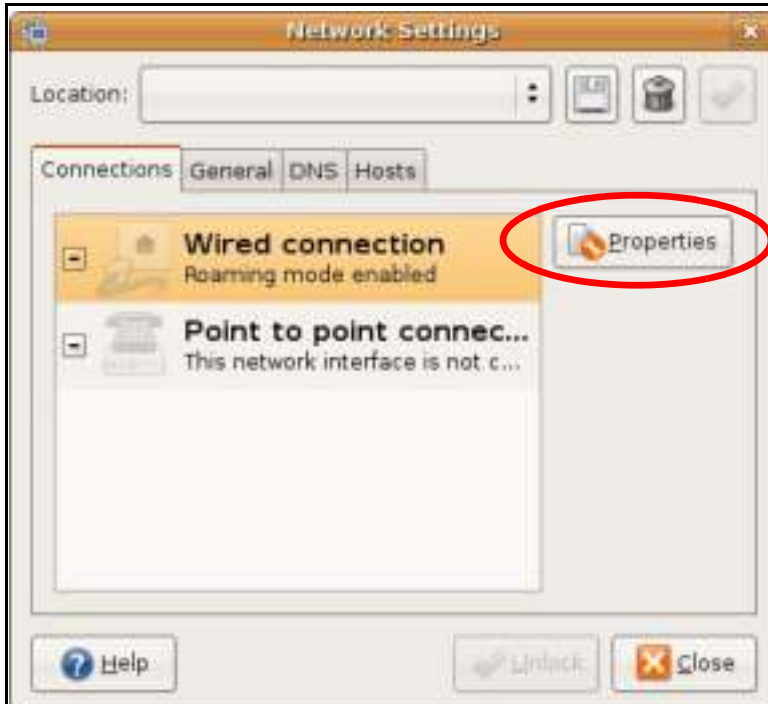 Network Settings
Location:
Connections General DNS Hosts
Wired connection
Roaming mode enabled
Properties
Point to point connec...
This network interface is not c...
Help Unlock Close